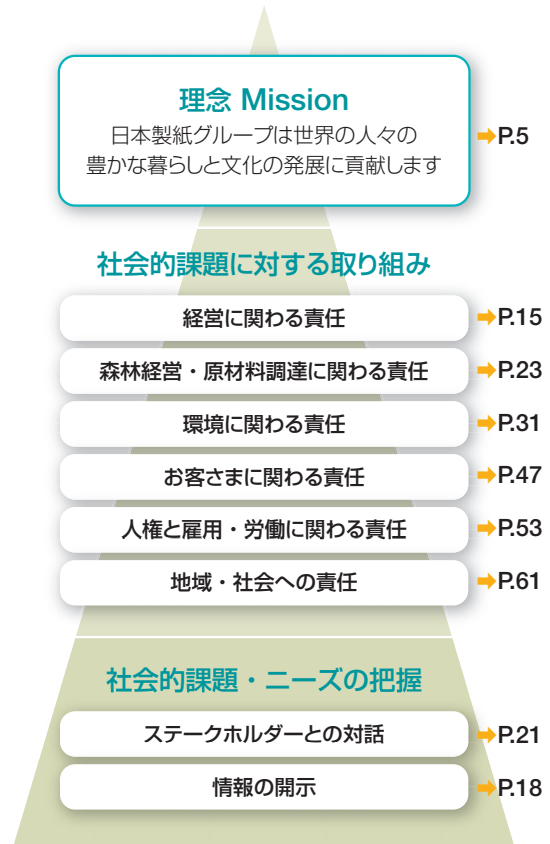 理念 Mission
日本製紙グループは世界の人々の
豊かな暮らしと文化の発展に貢献します
➡P.5
社会的課題に対する取り組み
経営に関わる責任 ➡P.15
森林経営・原材料調達に関わる責任 ➡P.23
環境に関わる責任 ➡P.31
お客さまに関わる責任 ➡P.47
人権と雇用・労働に関わる責任 ➡P.53
地域・社会への責任 ➡P.61
社会的課題・ニーズの把握
ステークホルダーとの対話 ➡P.21
情報の開示 ➡P.18